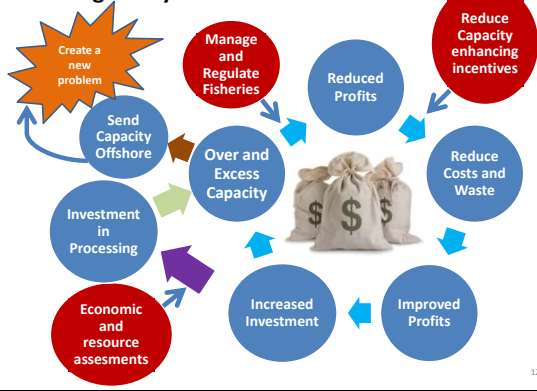 Create a
new
problem
Manage
and
Regulate
Fisheries
Reduce
Capacity
enhancing
incentives
Reduced
Profits
Send
Capacity
Offshore
Over and
Excess
Capacity
Reduce
Costs and
Waste
$
$
$
Investment
in
Processing
Economic
and
resource
assesments
Increased
Investment
Improved
Profits
12